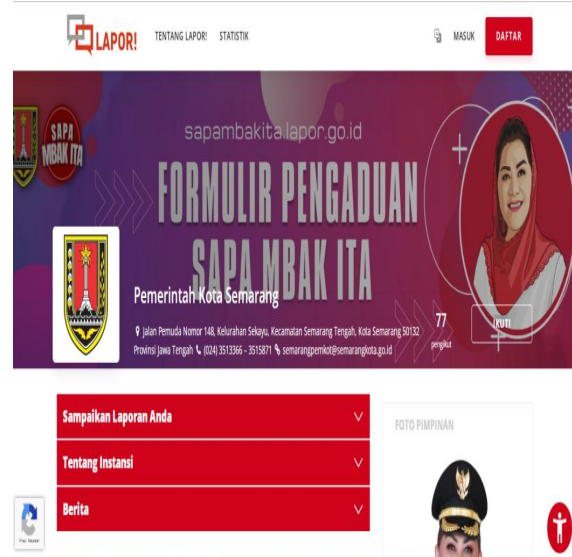 LAPOR!
TENTANG LAPOR!
STATISTIK
MASUK
DAFTAR
SAPA
MBAK ITA
sapambakita.lapor.go.id
FORMULIR PENGADUAN
SAPA MBAK ITA
Pemerintah Kota Semarang
Jalan Pemuda Nomor 148, Kelurahan Sekayu, Kecamatan Semarang Tengah, Kota Semarang 50132
Provinsi Jawa Tengah (024) 3513366 - 3515871 semarangpemkot@semarangkota.go.id
77
pengikut
IKUTI
Sampaikan Laporan Anda
FOTO PIMPINAN
Tentang Instansi
Berita